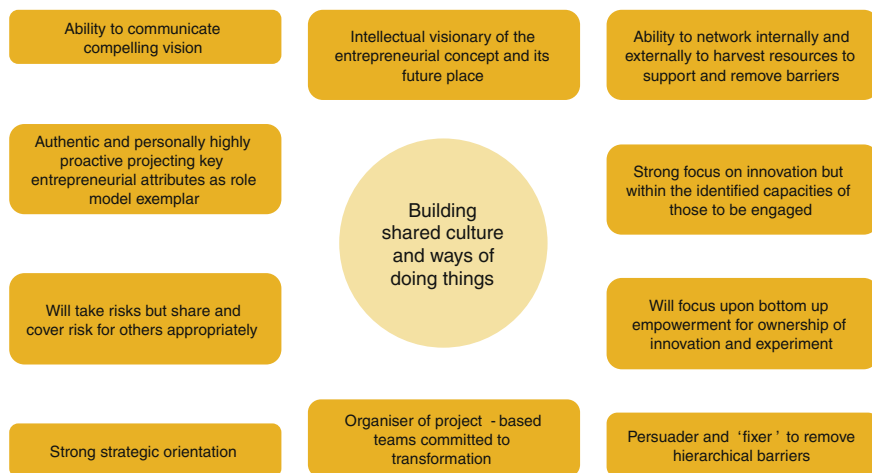 Ability to communicate
compelling vision
Intellectual visionary of the
entrepreneurial concept and its
future place
Ability to network internally and
externally to harvest resources to
support and remove barriers
Authentic and personally highly
proactive projecting key
entrepreneurial attributes as role
model exemplar
Building
shared culture
and ways of
doing things
Strong focus on innovation but
within the identified capacities of
those to be engaged
Will take risks but share and
cover risk for others appropriately
Will focus upon bottom up
empowerment for ownership of
innovation and experiment
Strong strategic orientation
Organiser of project - based
teams committed to
transformation
Persuader and ‘fixer’ to remove
hierarchical barriers